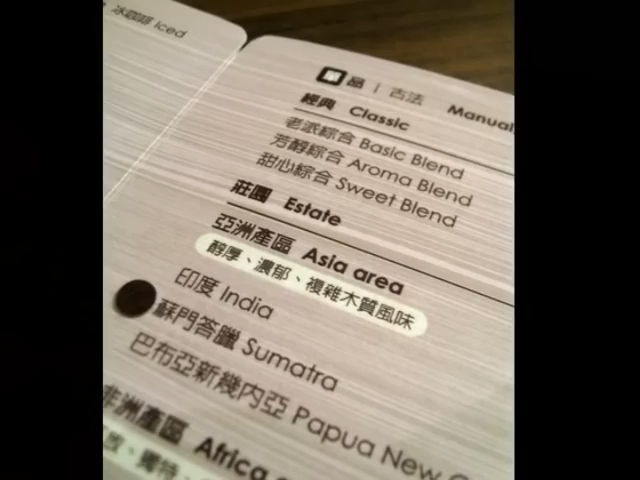 冰咖啡 Iced
品 | 古法 Manual
經典 Classic
老派綜合 Basic Blend
芳醇綜合 Aroma Blend
甜心綜合 Sweet Blend
莊園 Estate
亞洲產區 Asia area
醇厚、濃郁、複雜木質風味
印度 India
蘇門答臘 Sumatra
巴布亞新幾內亞 Papua New
非洲產區 Africa
放、獨特、